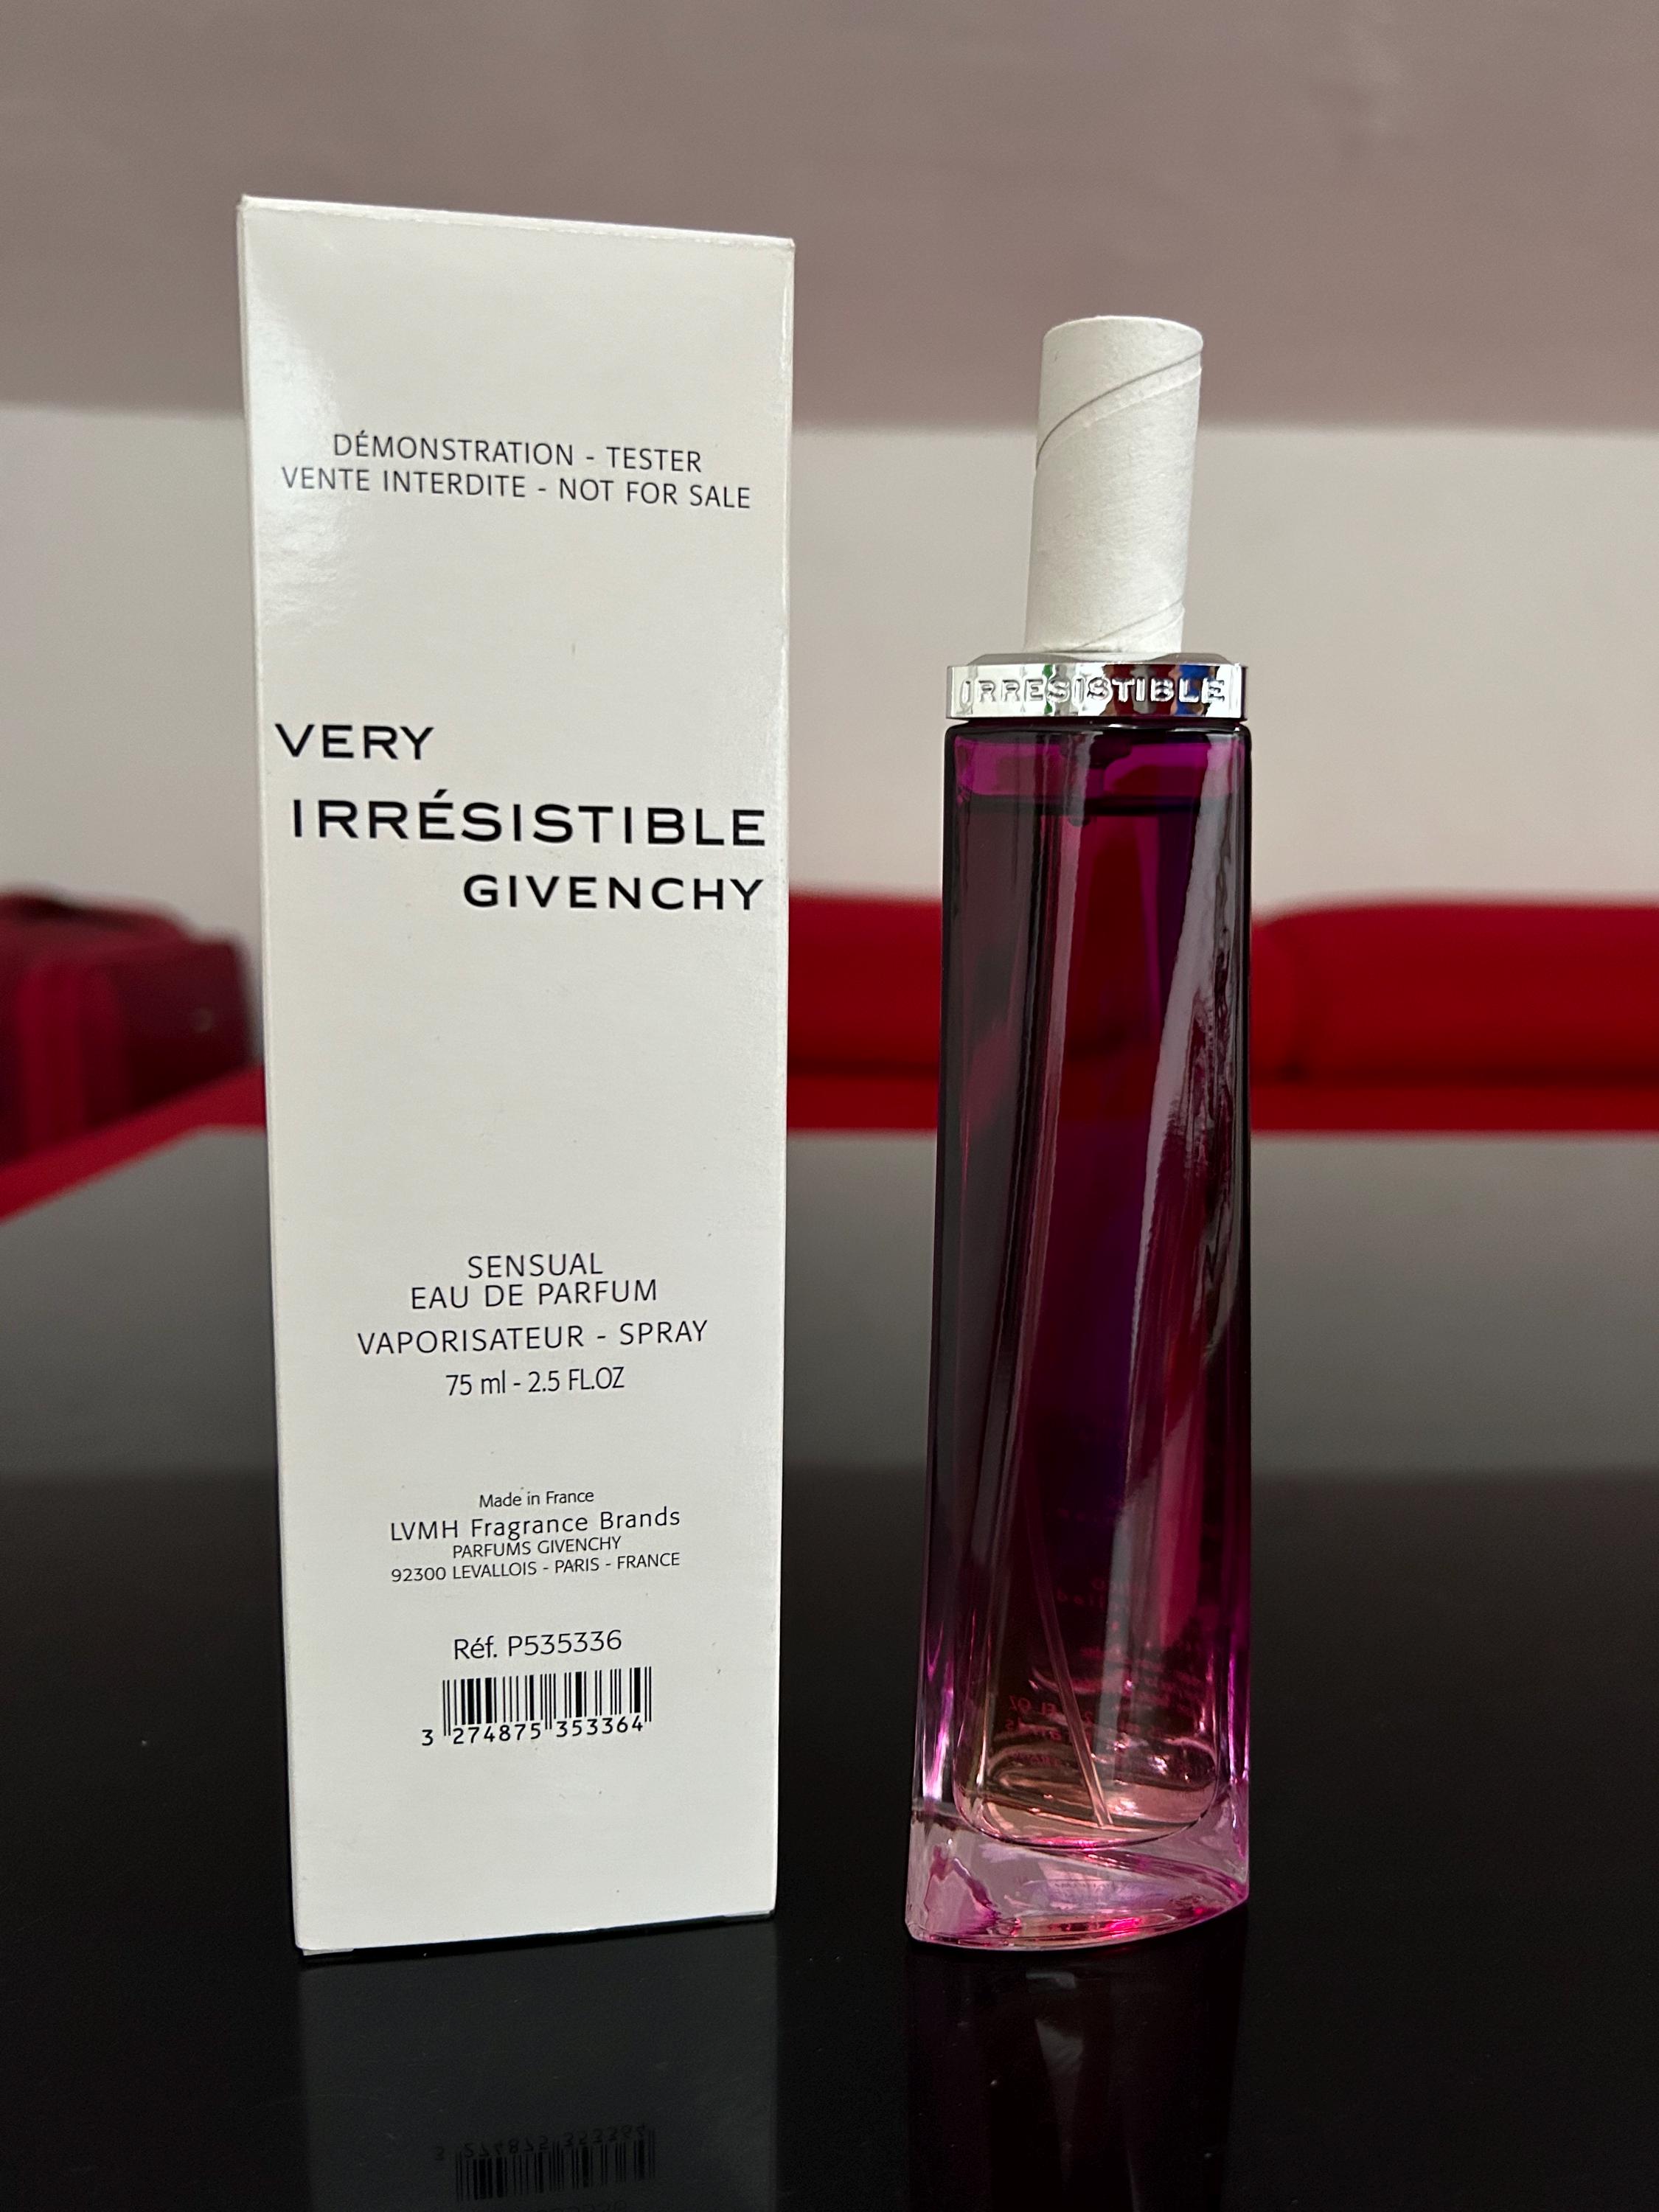 DÉMONSTRATION - TESTER
VENTE INTERDITE - NOT FOR SALE
VERY
IRRÉSISTIBLE
GIVENCHY
SENSUAL
EAU DE PARFUM
VAPORISATEUR - SPRAY
75 ml - 2.5 FL.OZ
Made in France
LVMH Fragrance Brands
PARFUMS GIVENCHY
92300 LEVALLOIS - PARIS - FRANCE
Réf. P535336
3 274875 353364
IRRESISTIBLE